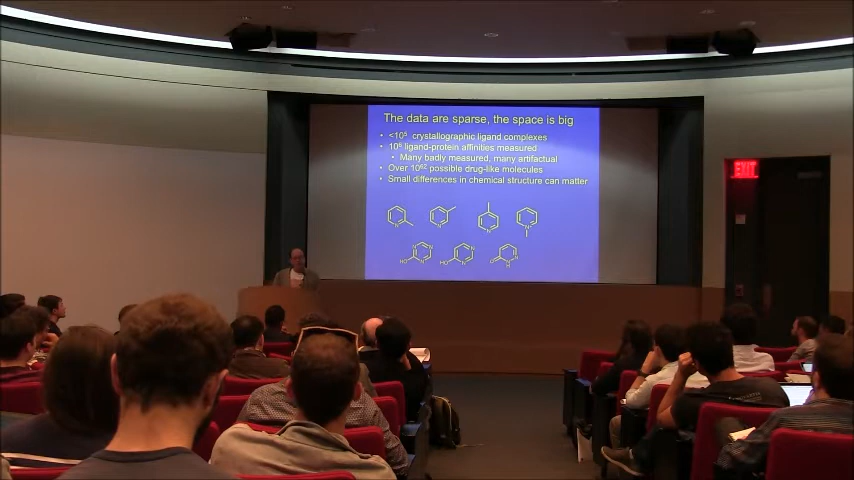 The data are sparse, the space is big
• <10⁵ crystallographic ligand complexes
• 10⁶ ligand-protein affinities measured
• Many badly measured, many artifactual
• Over 10⁶² possible drug-like molecules
• Small differences in chemical structure can matter
EXIT